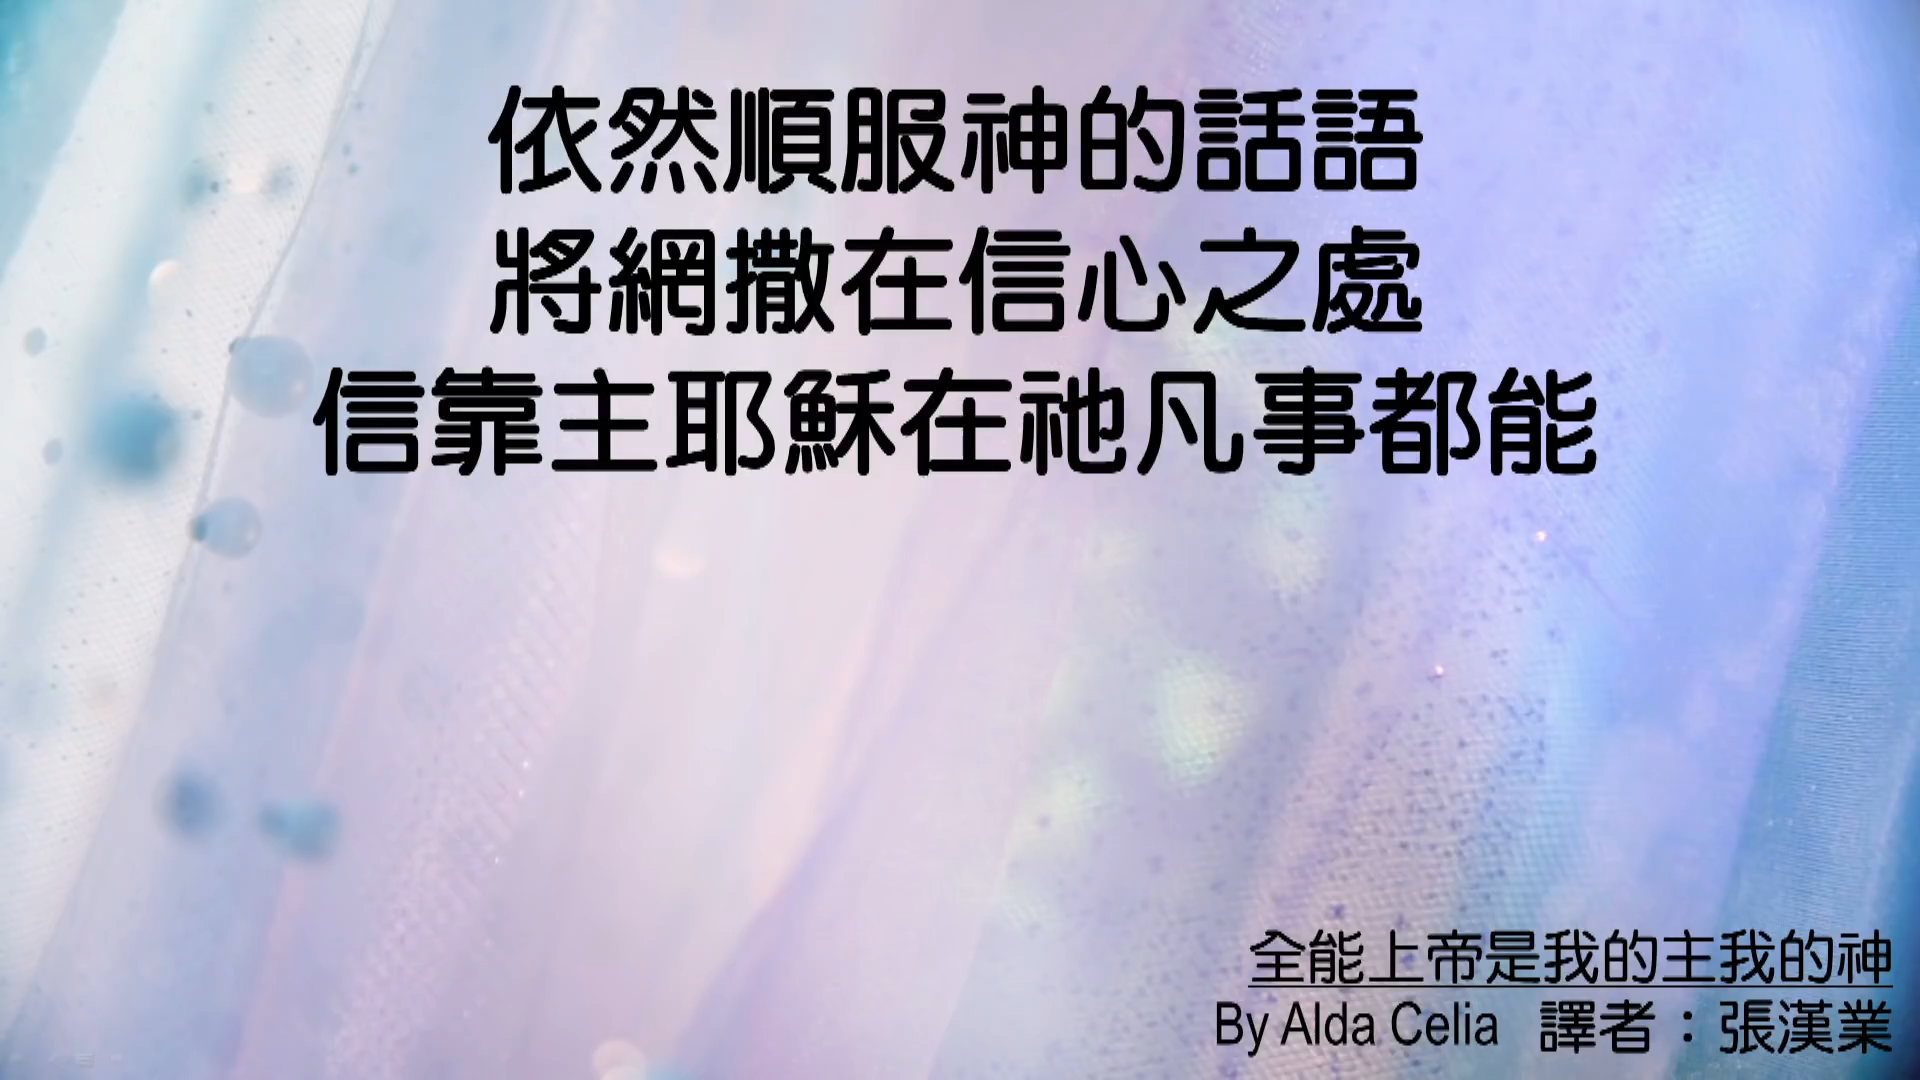 依然順服神的話語
將網撒在信心之處
信靠主耶穌在祂凡事都能
全能上帝是我的主我的神
By Alda Celia 譯者：張漢業